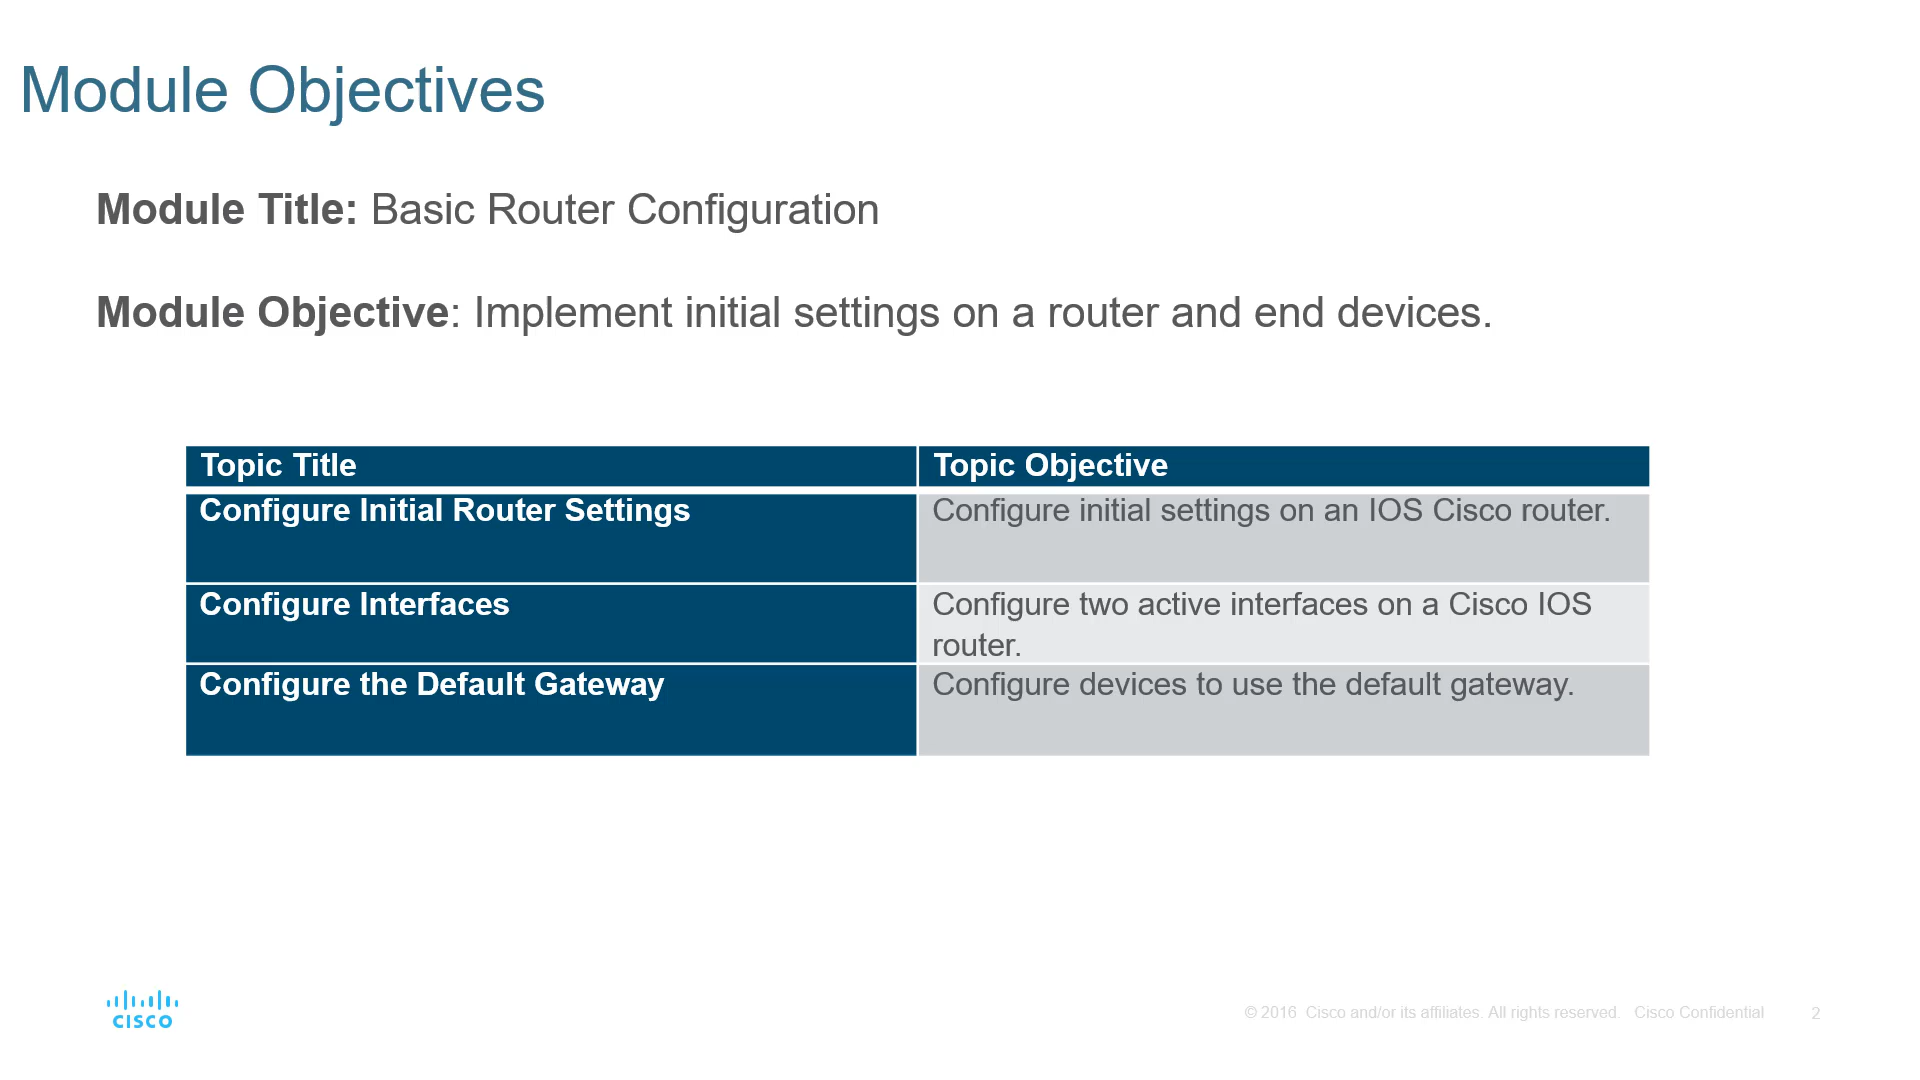 Module Objectives
Module Title: Basic Router Configuration
Module Objective: Implement initial settings on a router and end devices.
Topic Title
Topic Objective
Configure Initial Router Settings
Configure initial settings on an IOS Cisco router.
Configure Interfaces
Configure two active interfaces on a Cisco IOS
router.
Configure the Default Gateway
Configure devices to use the default gateway.
CISCO
© 2016 Cisco and/or its affiliates. All rights reserved. Cisco Confidential
2